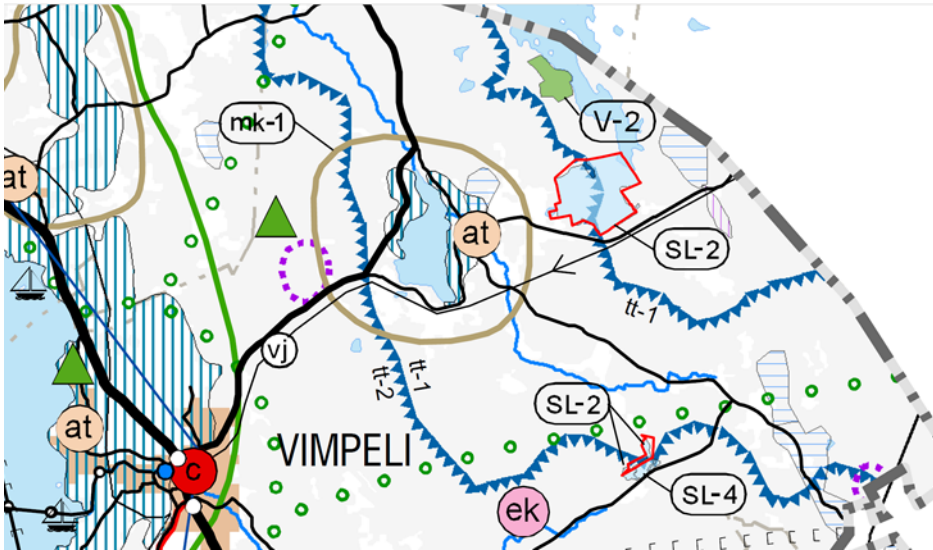 mk-1
V-2
at
at
SL-2
tt-1
vj
tt-1
tt-2
SL-2
at
VIMPELI
c
SL-4
ek